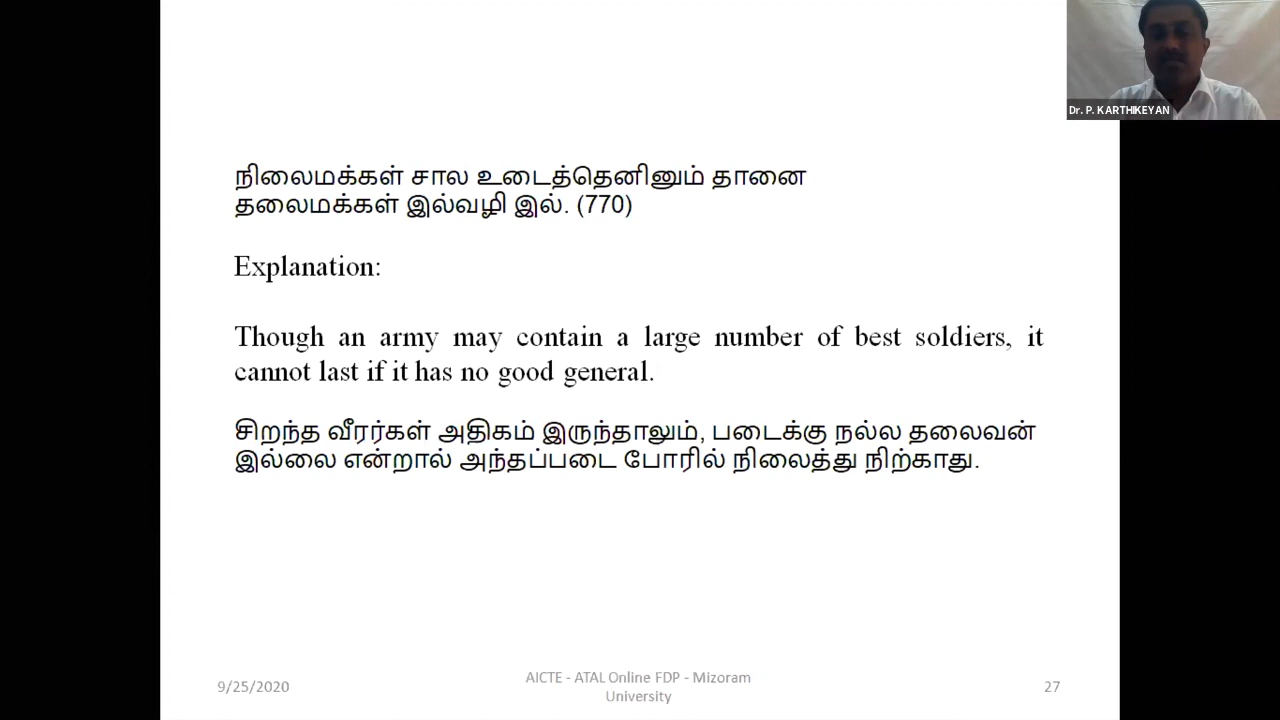 Dr. P. KARTHIKEYAN
நிலைமக்கள் சால உடைத்தெனினும் தானை
தலைமக்கள் இல்வழி இல். (770)
Explanation:
Though an army may contain a large number of best soldiers, it
cannot last if it has no good general.
சிறந்த வீரர்கள் அதிகம் இருந்தாலும், படைக்கு நல்ல தலைவன்
இல்லை என்றால் அந்தப்படை போரில் நிலைத்து நிற்காது.
9/25/2020
AICTE - ATAL Online FDP - Mizoram
University
27